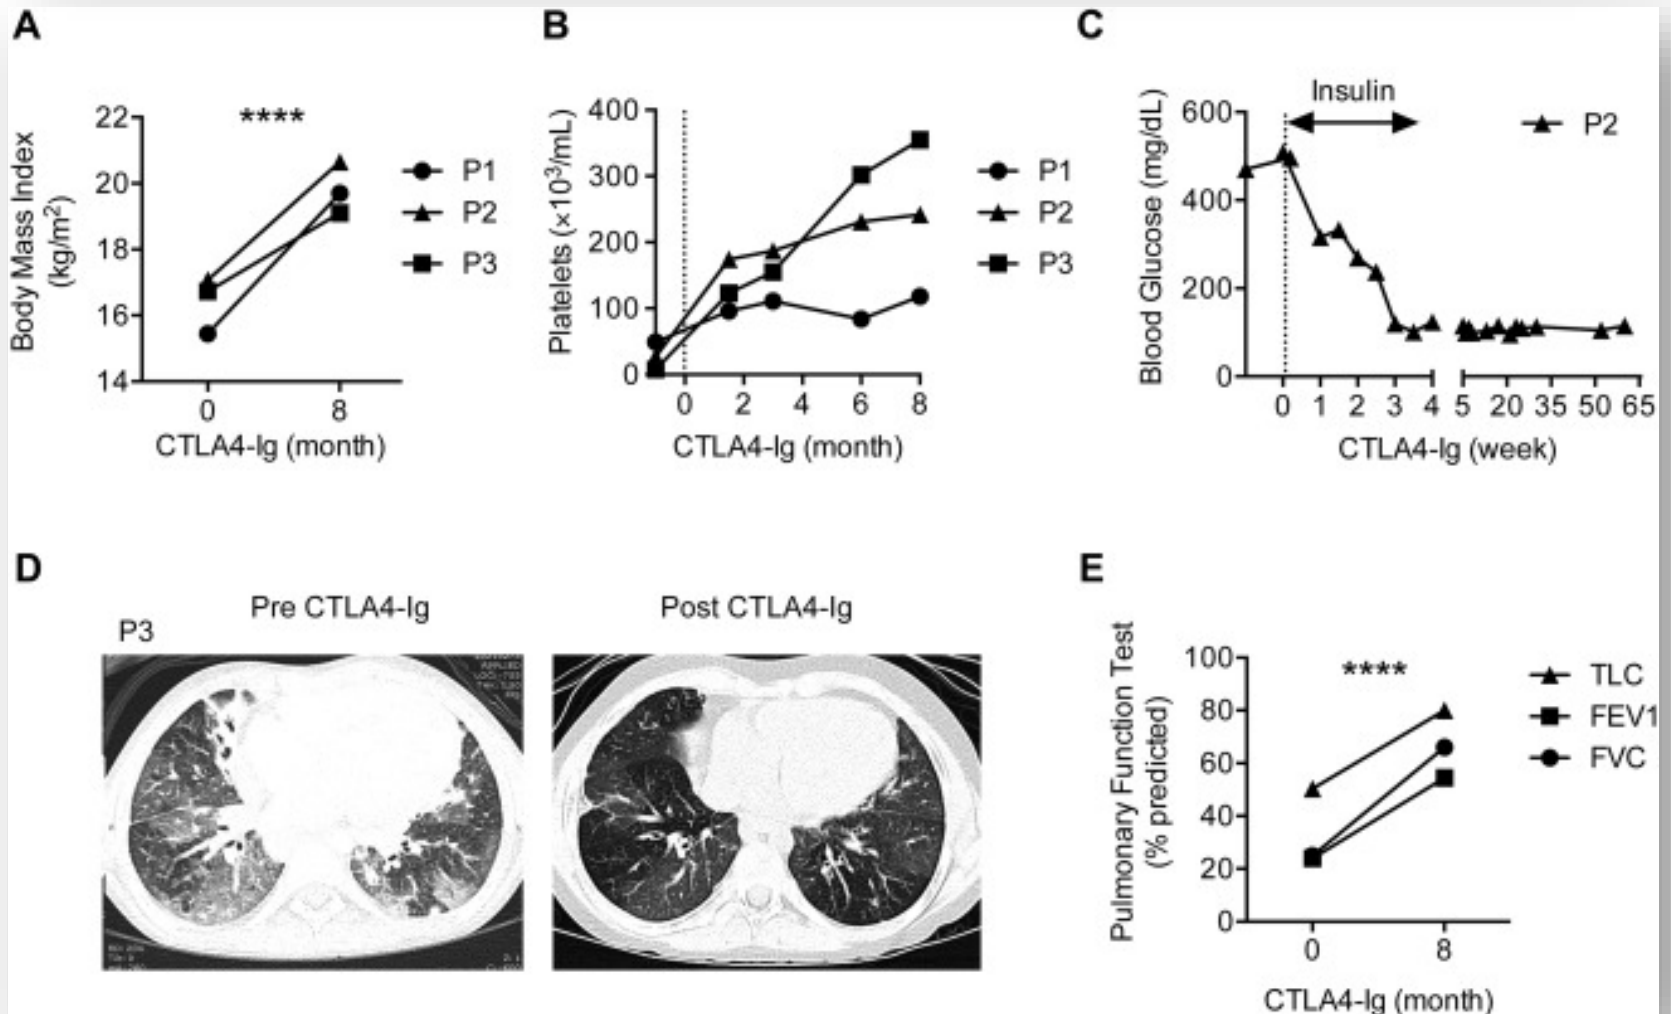 A
****
Body Mass Index
(kg/m²)
22
20
18
16
14
0 8
CTLA4-Ig (month)
P1
P2
P3
B
Platelets (×10³/mL)
400
300
200
100
0
0 2 4 6 8
CTLA4-Ig (month)
P1
P2
P3
C
Insulin
Blood Glucose (mg/dL)
600
400
200
0
0 1 2 3 4 5 20 35 50 65
CTLA4-Ig (week)
P2
D
Pre CTLA4-Ig
Post CTLA4-Ig
P3
E
****
Pulmonary Function Test
(% predicted)
100
80
60
40
20
0
0 8
CTLA4-Ig (month)
TLC
FEV1
FVC